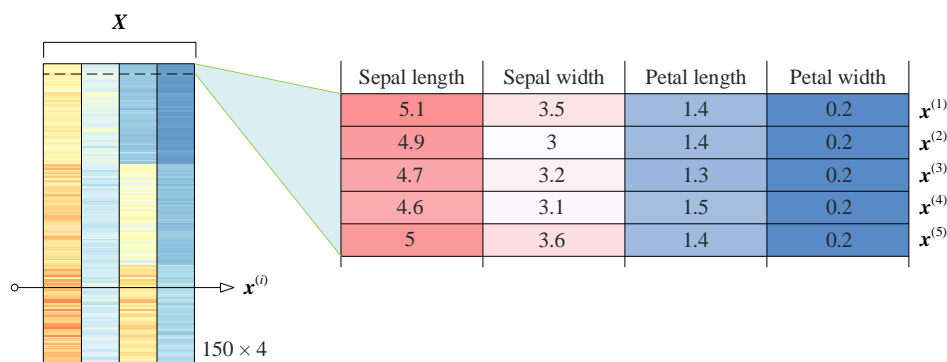 X
Sepal length Sepal width Petal length Petal width
5.1 3.5 1.4 0.2 x^(1)
4.9 3 1.4 0.2 x^(2)
4.7 3.2 1.3 0.2 x^(3)
4.6 3.1 1.5 0.2 x^(4)
5 3.6 1.4 0.2 x^(5)
x^(i)
150 × 4